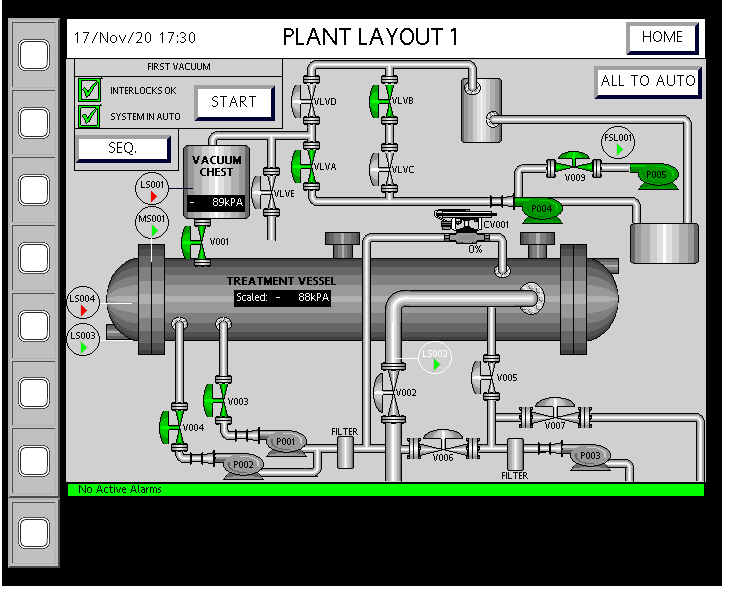 17/Nov/20 17:30
PLANT LAYOUT 1
HOME
FIRST VACUUM
INTERLOCKS OK
SYSTEM IN AUTO
START
ALL TO AUTO
SEQ.
VLVD
VLVB
FSL001
VACUUM
CHEST
- 89kPA
VLVA
VLVC
V009
P005
LS001
VLVE
P004
MS001
V001
CV001
0%
TREATMENT VESSEL
Scaled: - 88kPA
LS004
LS003
LS002
V003
V002
V005
V004
FILTER
V007
P001
P002
V006
P003
FILTER
No Active Alarms